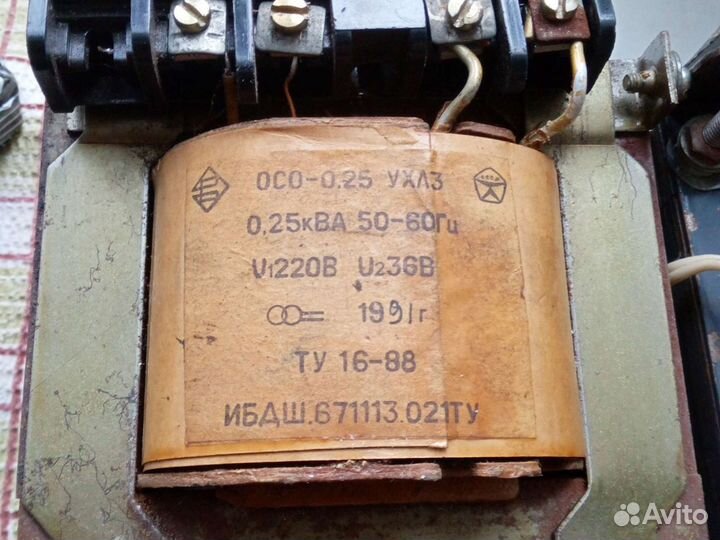 ОСО-0.25 УХЛ3
0,25кВА 50-60Гц
U1220В U236В
1991г
ТУ 16-88
ИБДШ.671113.021ТУ
Avito